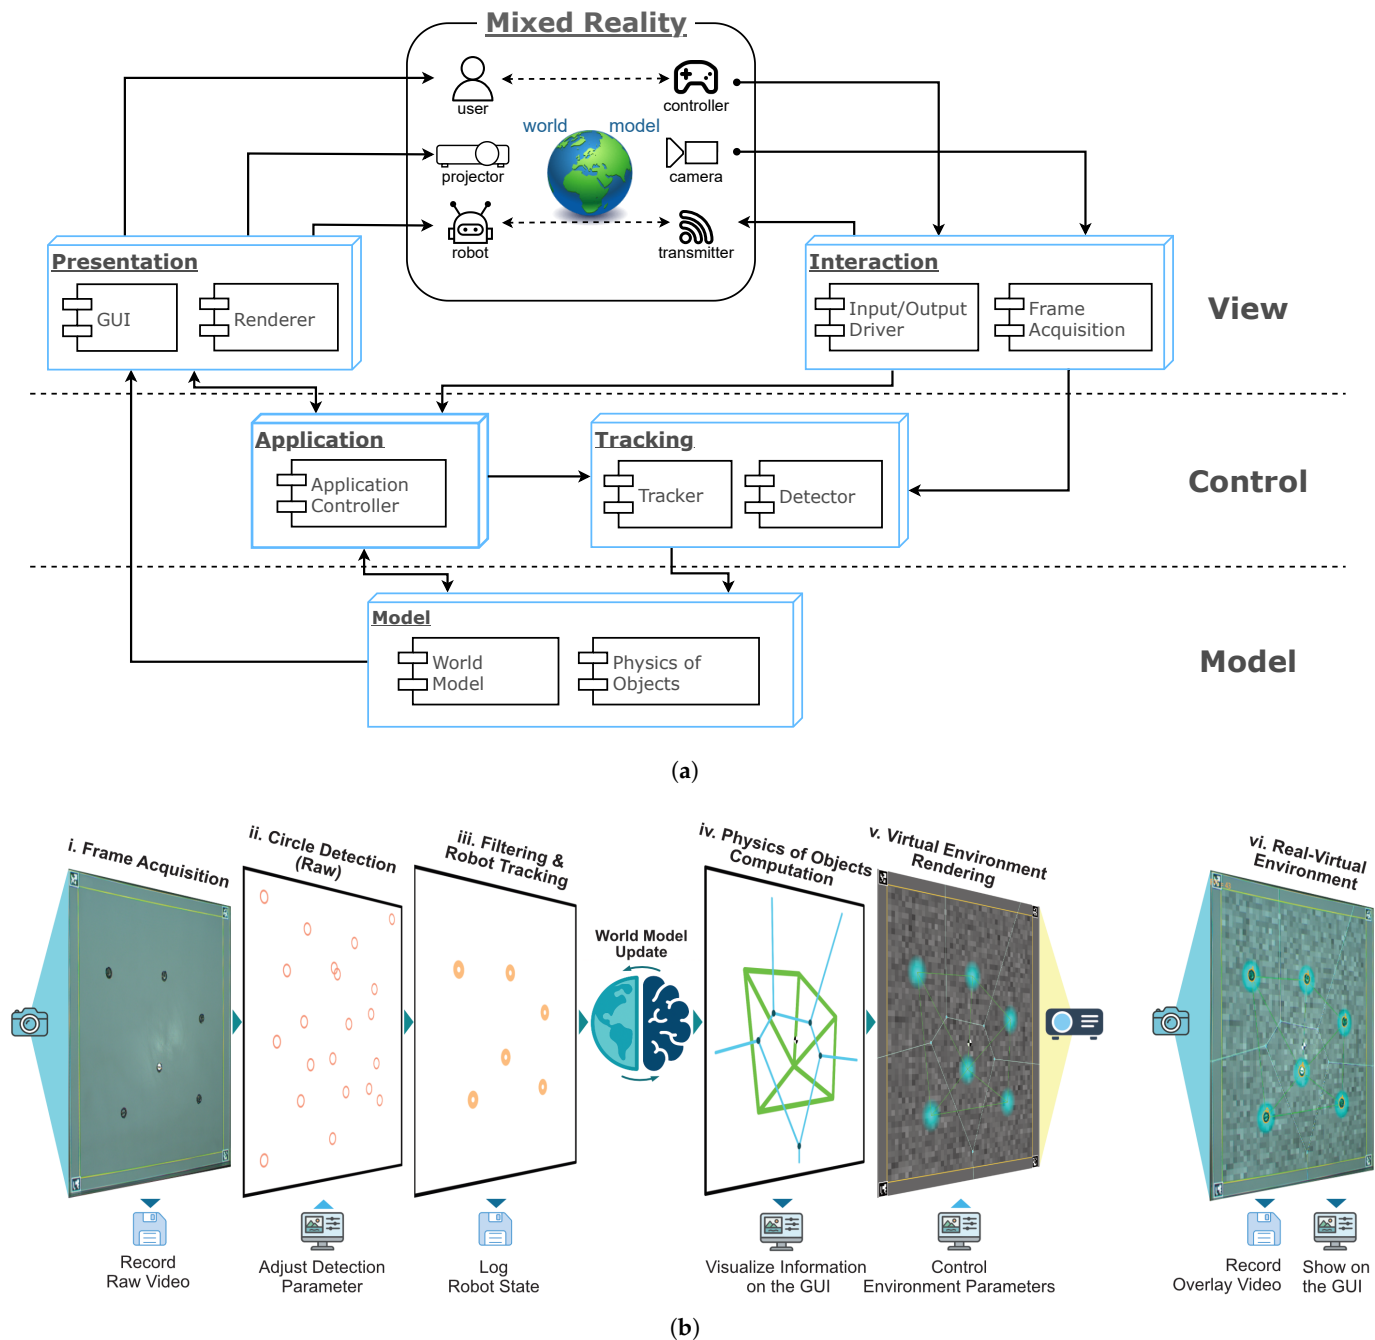 Mixed Reality
user
controller
world model
projector
camera
robot
transmitter
Presentation
GUI
Renderer
Interaction
Input/Output
Driver
Frame
Acquisition
View
Application
Application
Controller
Tracking
Tracker
Detector
Control
Model
World
Model
Physics of
Objects
Model
(a)
i. Frame Acquisition
ii. Circle Detection
(Raw)
iii. Filtering &
Robot Tracking
World Model
Update
iv. Physics of Objects
Computation
v. Virtual Environment
Rendering
vi. Real-Virtual
Environment
Record
Raw Video
Adjust Detection
Parameter
Log
Robot State
Visualize Information
on the GUI
Control
Environment Parameters
Record
Overlay Video
Show on
the GUI
(b)